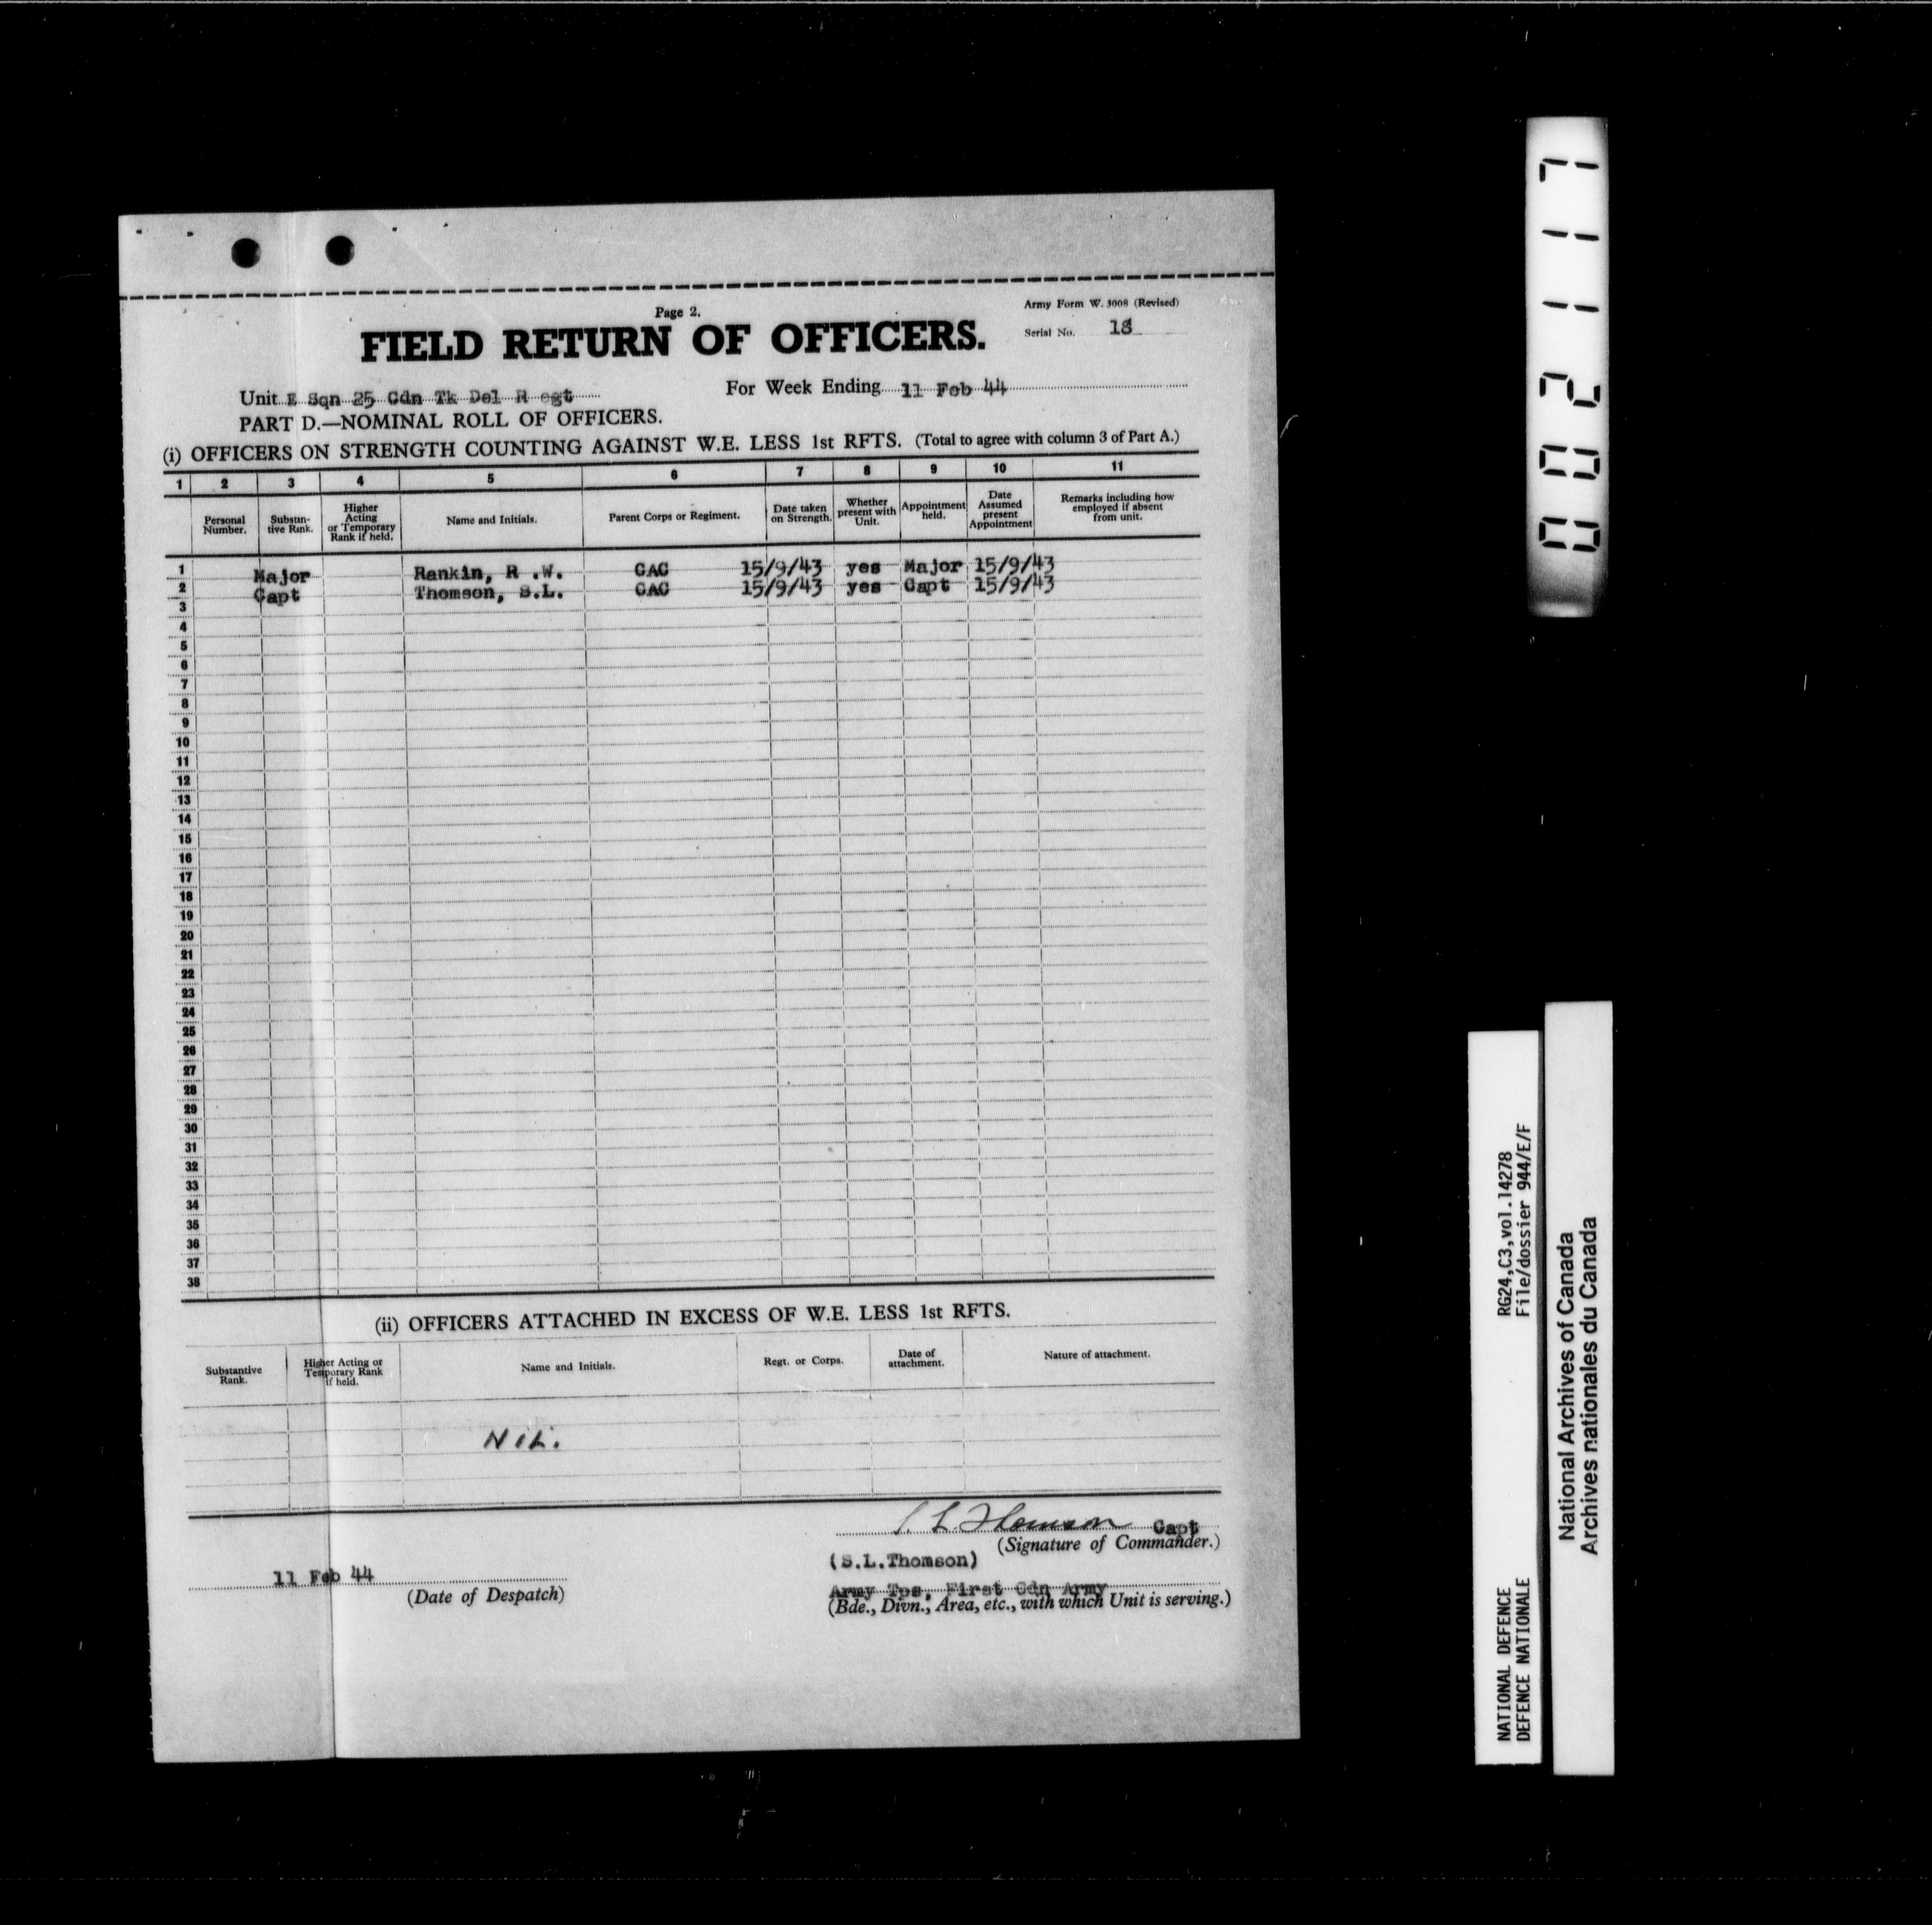 Page 2.
Army Form W. 3008 (Revised)
FIELD RETURN OF OFFICERS.
Serial No. 18
Unit E Sqn 25 Cdn Tk Del R egt
For Week Ending 11 Feb 44
PART D.—NOMINAL ROLL OF OFFICERS.
(i) OFFICERS ON STRENGTH COUNTING AGAINST W.E. LESS 1st RFTS. (Total to agree with column 3 of Part A.)
1 2 3 4 5 6 7 8 9 10 11
Personal Number. Substan-tive Rank. Higher Acting or Temporary Rank if held. Name and Initials. Parent Corps or Regiment. Date taken on Strength. Whether present with Unit. Appointment held. Date Assumed present Appointment Remarks including how employed if absent from unit.
1 Major Rankin, R .W. CAC 15/9/43 yes Major 15/9/43
2 Capt Thomson, S.L. CAC 15/9/43 yes Capt 15/9/43
3
4
5
6
7
8
9
10
11
12
13
14
15
16
17
18
19
20
21
22
23
24
25
26
27
28
29
30
31
32
33
34
35
36
37
38
(ii) OFFICERS ATTACHED IN EXCESS OF W.E. LESS 1st RFTS.
Substantive Rank. Higher Acting or Temporary Rank if held. Name and Initials. Regt. or Corps. Date of attachment. Nature of attachment.
NIL.
S. L. Thomson Capt
(Signature of Commander.)
(S.L.Thomson)
11 Feb 44
(Date of Despatch)
Army Tps, First Cdn Army
(Bde., Divn., Area, etc., with which Unit is serving.)
RG24,C3,vol.14278
File/dossier 944/E/F
NATIONAL DEFENCE
DEFENCE NATIONALE
National Archives of Canada
Archives nationales du Canada